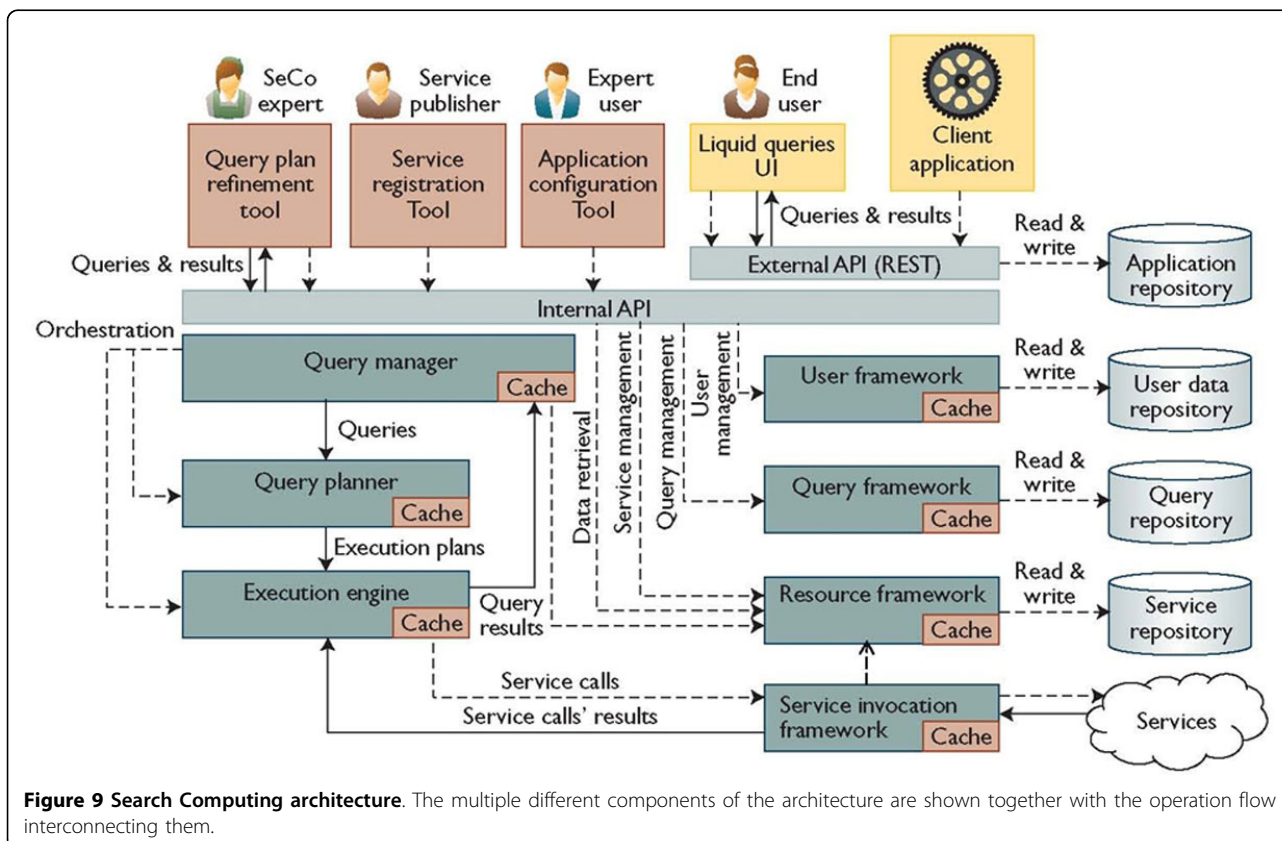 SeCo
expert
Service
publisher
Expert
user
End
user
Query plan
refinement
tool
Service
registration
Tool
Application
configuration
Tool
Liquid queries
UI
Client
application
Queries & results
Queries & results
External API (REST)
Read &
write
Application
repository
Internal API
Orchestration
Query manager
Cache
Data retrieval
Service management
Query management
User
management
User framework
Cache
Read &
write
User data
repository
Queries
Query planner
Cache
Query framework
Cache
Read &
write
Query
repository
Execution plans
Execution engine
Cache
Query
results
Resource framework
Cache
Read &
write
Service
repository
Service calls
Service calls' results
Service invocation
framework
Cache
Services
Figure 9 Search Computing architecture. The multiple different components of the architecture are shown together with the operation flow
interconnecting them.